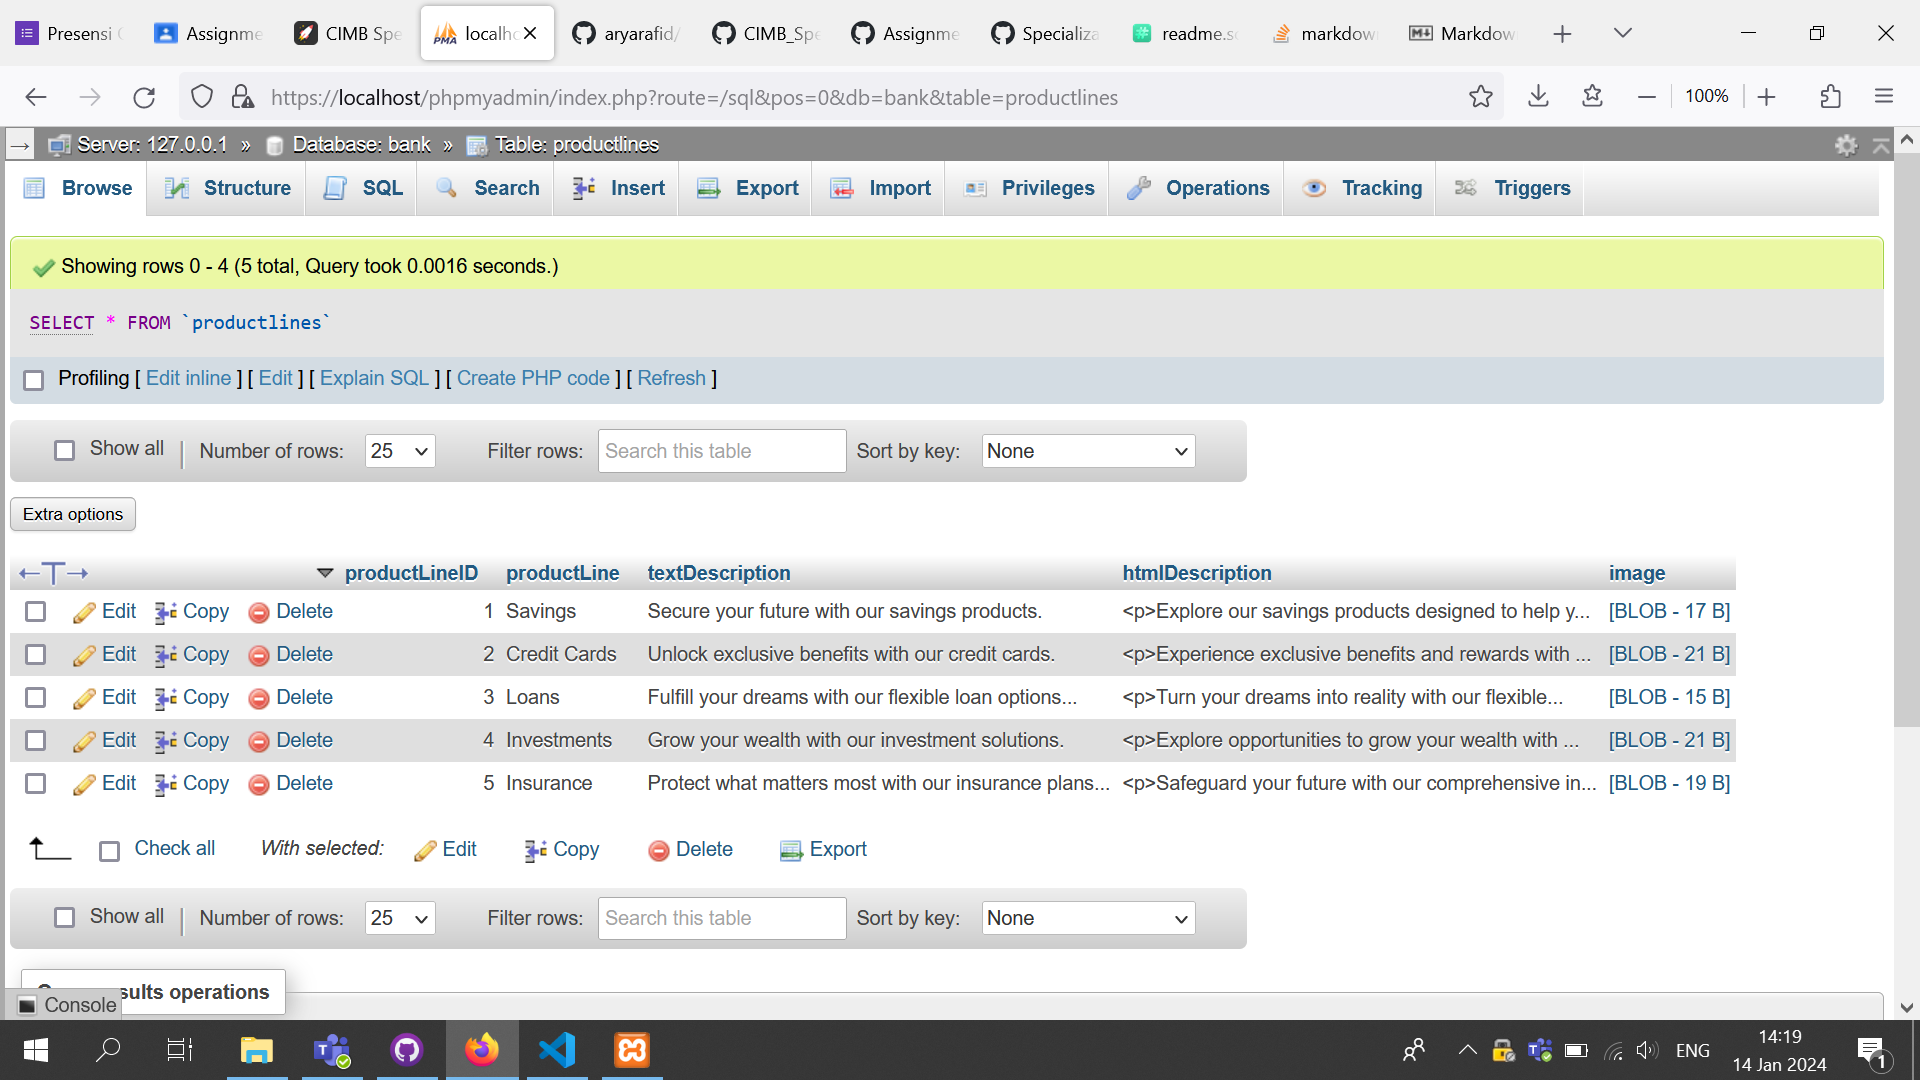 Presensi
Assignme
CIMB Spe
localho
aryarafid/
CIMB_Spe
Assignme
Specializa
readme.so
markdow
Markdow
https://localhost/phpmyadmin/index.php?route=/sql&pos=0&db=bank&table=productlines
100%
Server: 127.0.0.1 » Database: bank » Table: productlines
Browse Structure SQL Search Insert Export Import Privileges Operations Tracking Triggers
Showing rows 0 - 4 (5 total, Query took 0.0016 seconds.)
SELECT * FROM `productlines`
Profiling [ Edit inline ] [ Edit ] [ Explain SQL ] [ Create PHP code ] [ Refresh ]
Show all | Number of rows: 25 Filter rows: Search this table Sort by key: None
Extra options
←T→ productLineID productLine textDescription htmlDescription image
Edit Copy Delete 1 Savings Secure your future with our savings products. <p>Explore our savings products designed to help y... [BLOB - 17 B]
Edit Copy Delete 2 Credit Cards Unlock exclusive benefits with our credit cards. <p>Experience exclusive benefits and rewards with ... [BLOB - 21 B]
Edit Copy Delete 3 Loans Fulfill your dreams with our flexible loan options... <p>Turn your dreams into reality with our flexible... [BLOB - 15 B]
Edit Copy Delete 4 Investments Grow your wealth with our investment solutions. <p>Explore opportunities to grow your wealth with ... [BLOB - 21 B]
Edit Copy Delete 5 Insurance Protect what matters most with our insurance plans... <p>Safeguard your future with our comprehensive in... [BLOB - 19 B]
Check all With selected: Edit Copy Delete Export
Show all | Number of rows: 25 Filter rows: Search this table Sort by key: None
sults operations
Console
ENG
14:19
14 Jan 2024
1